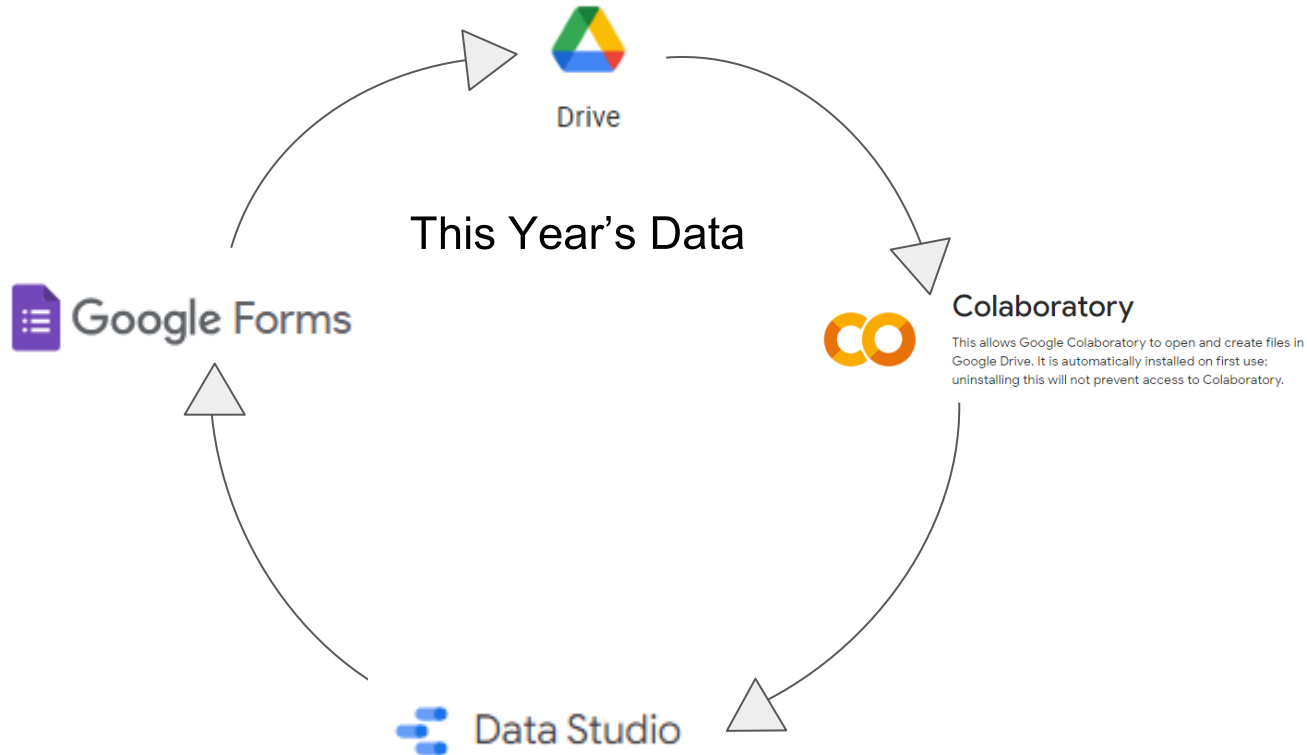 Drive
This Year's Data
Google Forms
Colaboratory
This allows Google Colaboratory to open and create files in
Google Drive. It is automatically installed on first use;
uninstalling this will not prevent access to Colaboratory.
Data Studio